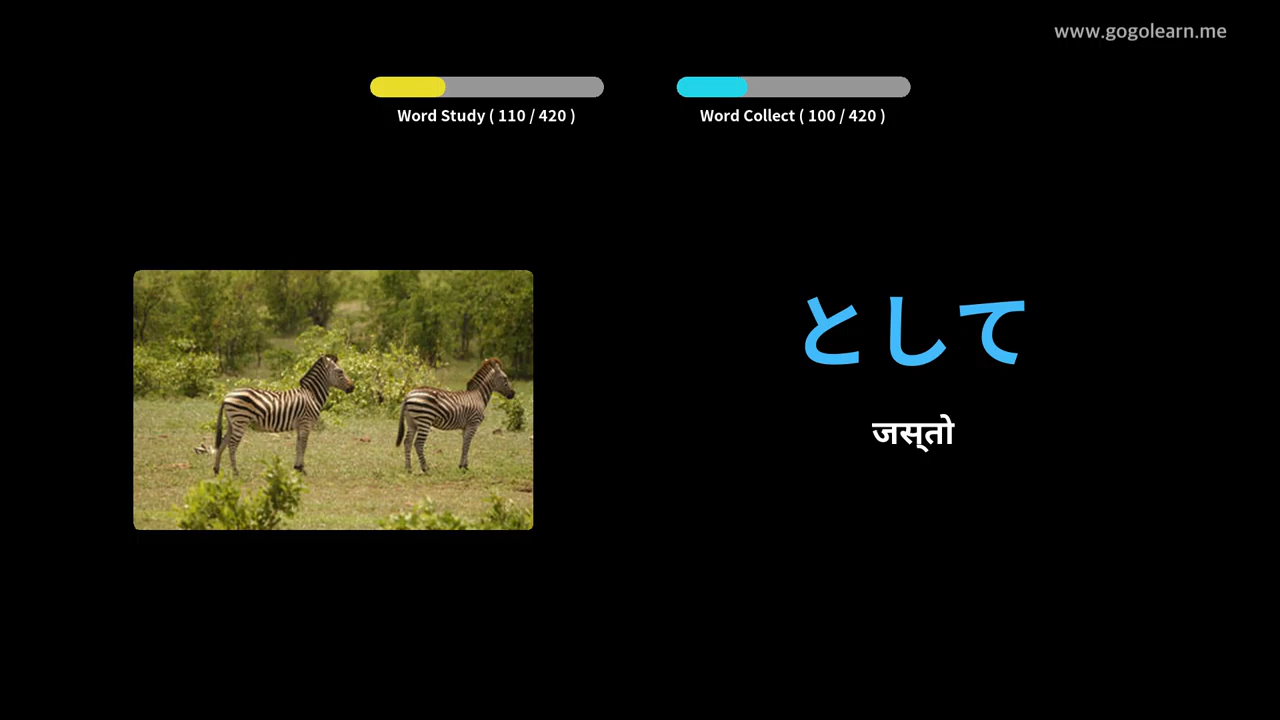 www.gogolearn.me
Word Study ( 110 / 420 )
Word Collect ( 100 / 420 )
として
जस्‌तो